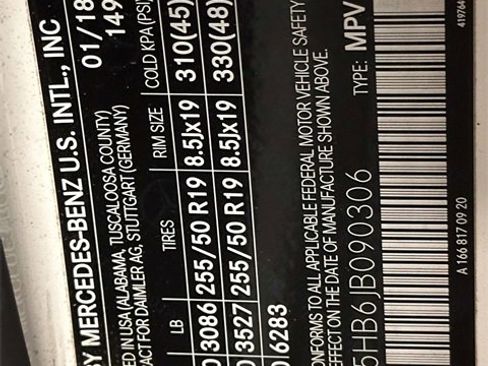 BY MERCEDES-BENZ U.S. INTL., INC
01/18
149
ED IN USA (ALABAMA, TUSCALOOSA COUNTY)
ACT FOR DAIMLER AG, STUTTGART (GERMANY)
LB TIRES RIM SIZE COLD KPA (PSI)
3086 255/50 R19 8.5Jx19 310(45)
3527 255/50 R19 8.5Jx19 330(48)
6283
ONFORMS TO ALL APPLICABLE FEDERAL MOTOR VEHICLE SAFETY
EFFECT ON THE DATE OF MANUFACTURE SHOWN ABOVE.
5HB6JB090306 TYPE: MPV
A 166 817 09 20
419764